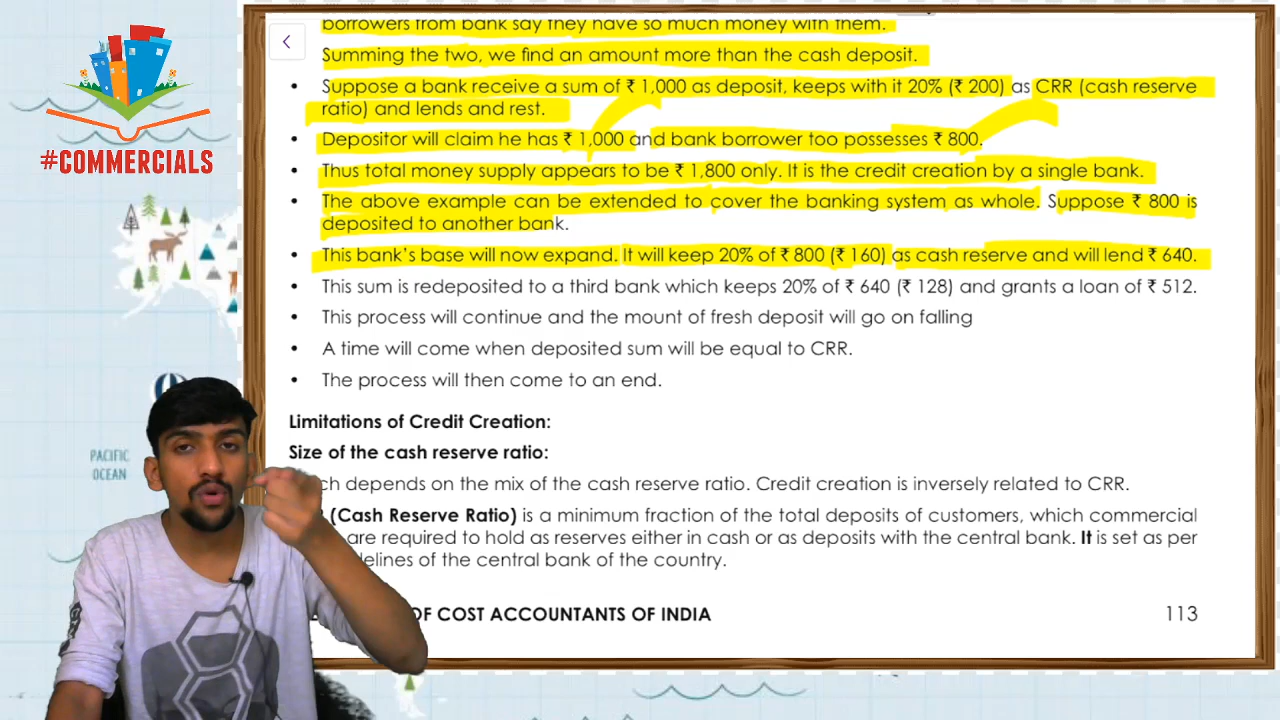 borrowers from bank say they have so much money with them.
Summing the two, we find an amount more than the cash deposit.
• Suppose a bank receive a sum of ₹ 1,000 as deposit, keeps with it 20% (₹ 200) as CRR (cash reserve
ratio) and lends and rest.
• Depositor will claim he has ₹ 1,000 and bank borrower too possesses ₹ 800.
• Thus total money supply appears to be ₹ 1,800 only. It is the credit creation by a single bank.
• The above example can be extended to cover the banking system as whole. Suppose ₹ 800 is
deposited to another bank.
• This bank's base will now expand. It will keep 20% of ₹ 800 (₹ 160) as cash reserve and will lend ₹ 640.
• This sum is redeposited to a third bank which keeps 20% of ₹ 640 (₹ 128) and grants a loan of ₹ 512.
• This process will continue and the mount of fresh deposit will go on falling
• A time will come when deposited sum will be equal to CRR.
• The process will then come to an end.
Limitations of Credit Creation:
Size of the cash reserve ratio:
depends on the mix of the cash reserve ratio. Credit creation is inversely related to CRR.
(Cash Reserve Ratio) is a minimum fraction of the total deposits of customers, which commercial
are required to hold as reserves either in cash or as deposits with the central bank. It is set as per
of the central bank of the country.
OF COST ACCOUNTANTS OF INDIA
113
#COMMERCIALS
PACIFIC
OCEAN